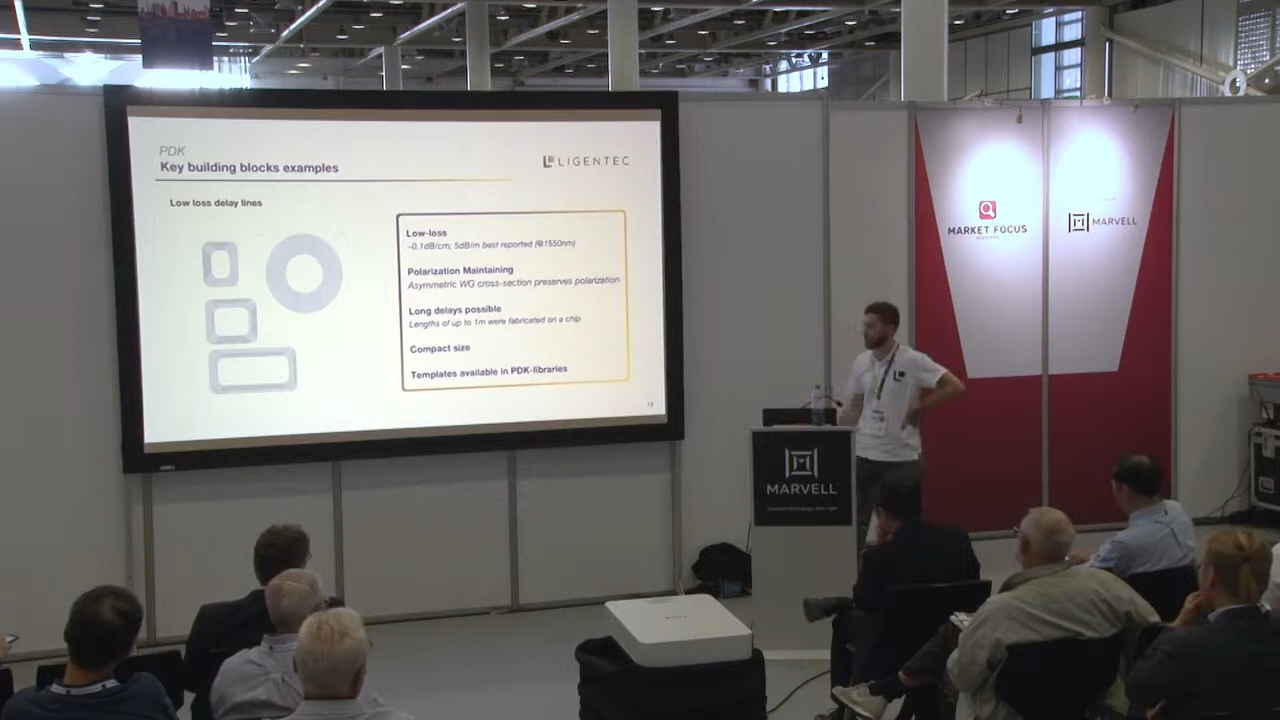 PDK
Key building blocks examples
LIGENTEC
Low loss delay lines
Low-loss
~0.1dB/cm; 5dB/m best reported (@1550nm)
Polarization Maintaining
Asymmetric WG cross-section preserves polarization
Long delays possible
Lengths of up to 1m were fabricated on a chip
Compact size
Templates available in PDK-libraries
MARKET FOCUS
MARVELL
MARVELL